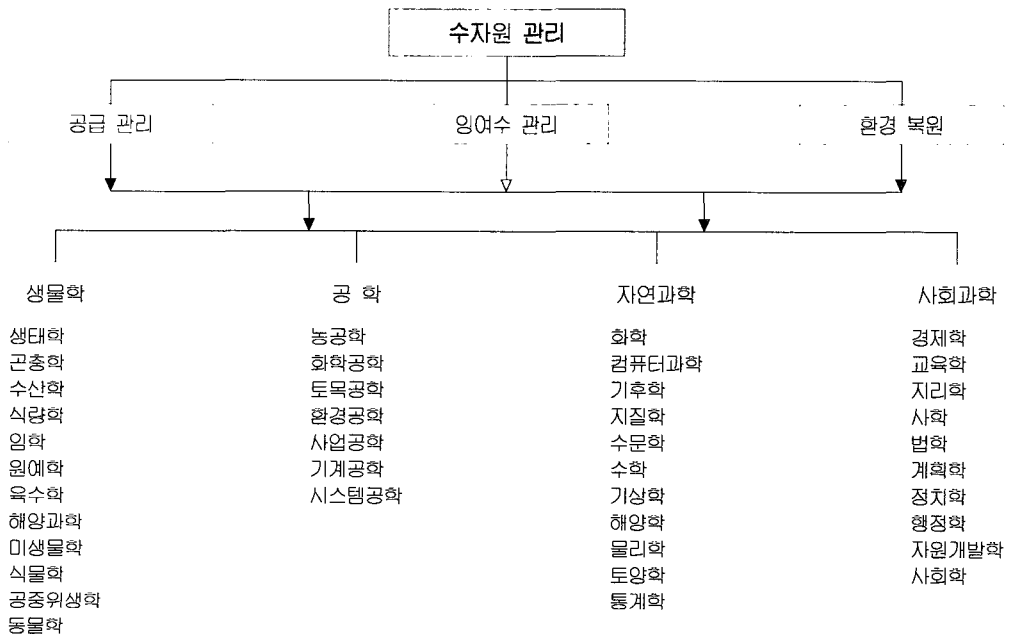 수자원 관리
공급 관리
잉여수 관리
환경 복원
생물학
생태학
곤충학
수산학
식량학
임학
원예학
육수학
해양과학
미생물학
식물학
공중위생학
동물학
공 학
농공학
화학공학
토목공학
환경공학
사업공학
기계공학
시스템공학
자연과학
화학
컴퓨터과학
기후학
지질학
수문학
수학
기상학
해양학
물리학
토양학
통계학
사회과학
경제학
교육학
지리학
사학
법학
계획학
정치학
행정학
자원개발학
사회학